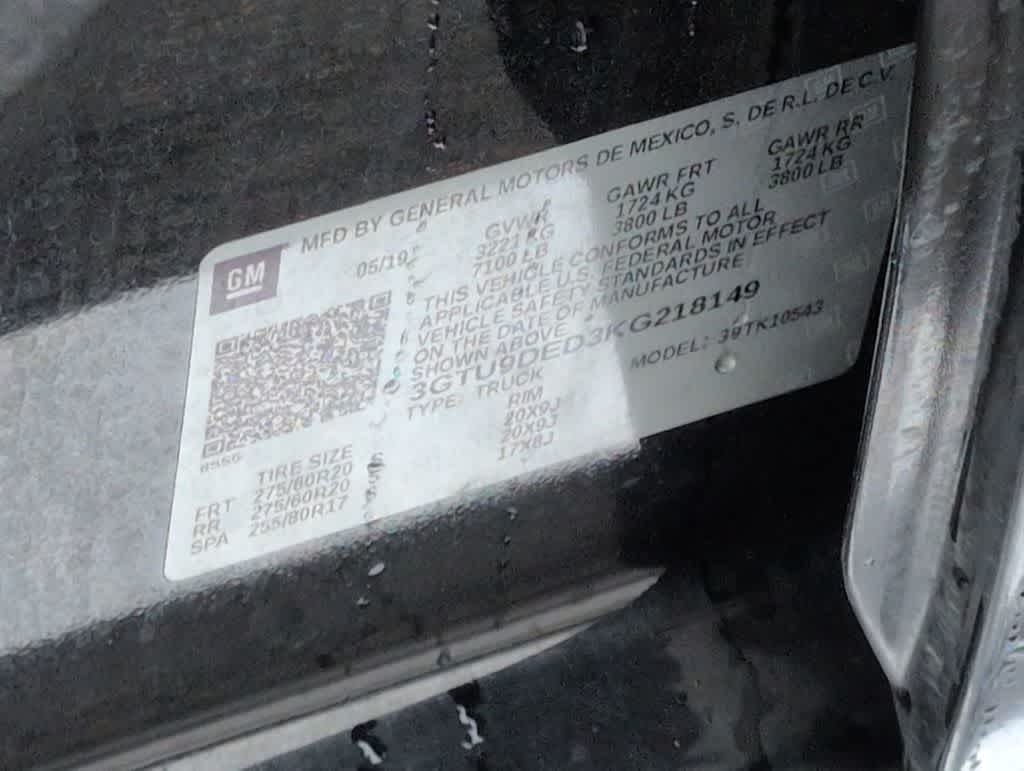 MFD BY GENERAL MOTORS DE MEXICO, S. DE R.L. DE C.V.
GM
05/19 GVWR GAWR FRT GAWR RR
3221 KG 1724 KG 1724 KG
7100 LB 3800 LB 3800 LB
THIS VEHICLE CONFORMS TO ALL
APPLICABLE U.S. FEDERAL MOTOR
VEHICLE SAFETY STANDARDS IN EFFECT
ON THE DATE OF MANUFACTURE
SHOWN ABOVE
3GTU9DED3KG218149
TYPE: TRUCK MODEL: 39TK10543
TIRE SIZE RIM
FRT 275/60R20 20X9J
RR 275/60R20 20X9J
SPA 255/80R17 17X8J